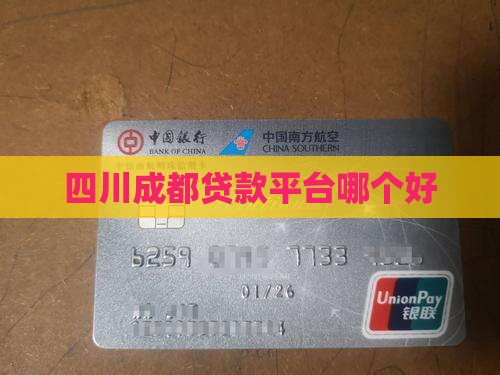 中国银行 中国南方航空
BANK OF CHINA CHINA SOUTHERN
四川成都贷款平台哪个好
6259 7733
01/26
UnionPay
银联